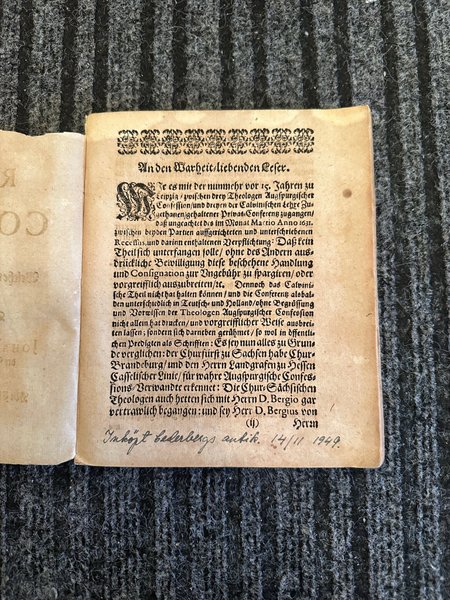 An den Warheit-liebenden Leser.
WJe es mit der nunmehr vor 15. Jahren zu
Leipzig / zwischen drey Theologen Augspurgischer
Confession / und dreyen der Calvinischen Lehre Zu-
gethanen / gehaltener Privat-Conferentz zugangen /
daß ungeachtet des im Monat Martio Anno 1631.
zwischen beyden Partien auffgerichteten und unterschriebenen
Recessus, und darinn enthaltenen Verpflichtung: Daß kein
Theil sich unterfangen solle / ohne des Andern aus-
drückliche Bewilligung diese beschehene Handlung
und Consignation zur Ungebühr zu spargiren / oder
vorgreiflich auszubreiten / ꝛc. Dennoch das Calvini-
sche Theil nicht hat halten können / und die Conferentz alsbal-
den unterschiedlich in Teutsch- und Holland / ohne Begrüssung
und Vorwissen der Theologen Augspurgischer Confession
nicht allein hat drucken / und vorgreifflicher Weise ausbrei-
ten lassen; sondern sich darneben gerühmet / so wol in öffentli-
chen Predigten als Schrifften: Es sey nun alles zu Grun-
de verglichen: der Churfürst zu Sachsen hab Chur-
Brandeburg / und den Herrn Landgrafen zu Hessen
Casselischer Linie / für wahre Augspurgische Confes-
sions-Verwandte erkennet: Die Chur-Sächsischen
Theologen auch hetten sich mit Herrn D. Bergio gar
vertrawlich begangen: und sey Herr D. Bergius von
(ij) Herrn
Inköpt Cederbergs antik. 14/11 1949.